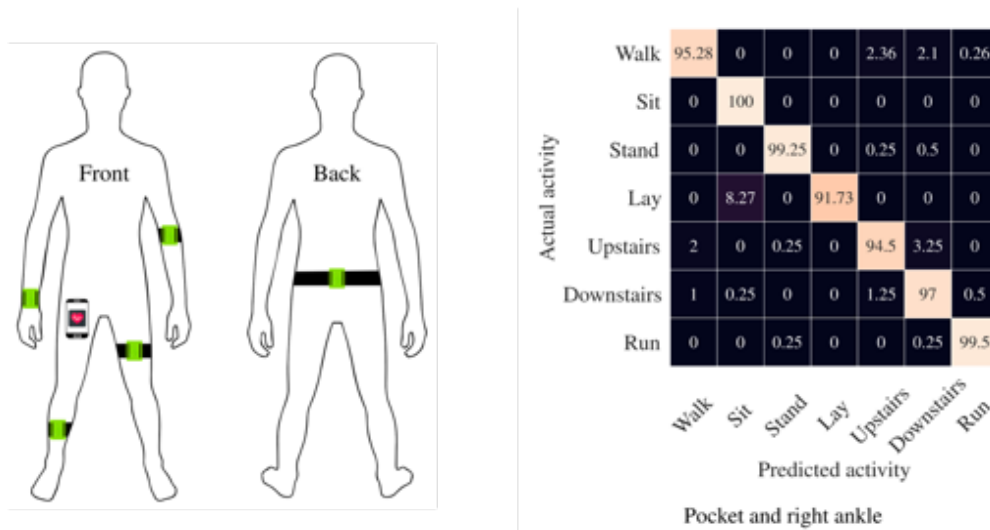 Front
Back
Actual activity
Walk 95.28 0 0 0 2.36 2.1 0.26
Sit 0 100 0 0 0 0 0
Stand 0 0 99.25 0 0.25 0.5 0
Lay 0 8.27 0 91.73 0 0 0
Upstairs 2 0 0.25 0 94.5 3.25 0
Downstairs 1 0.25 0 0 1.25 97 0.5
Run 0 0 0.25 0 0 0.25 99.5
Walk Sit Stand Lay Upstairs Downstairs Run
Predicted activity
Pocket and right ankle